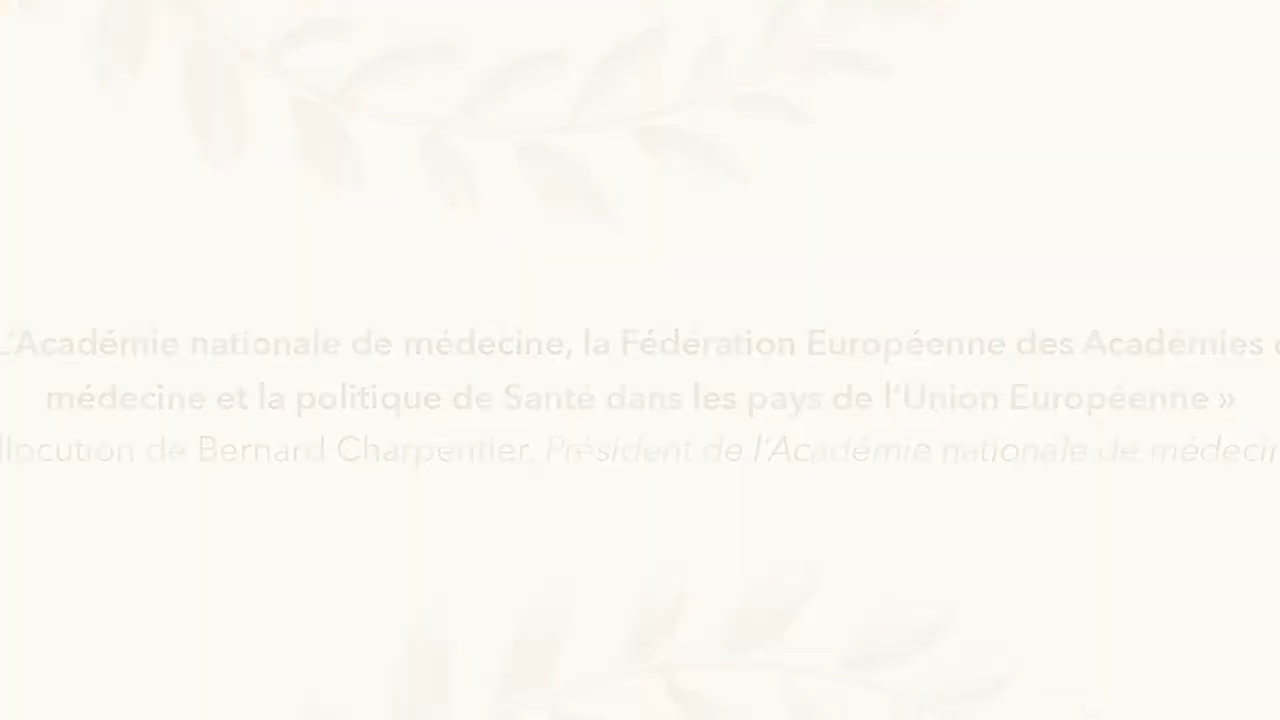 L'Académie nationale de médecine, la Fédération Européenne des Académies
médecine et la politique de Santé dans les pays de l'Union Européenne »
llocution de Bernard Charpentier, Président de l'Académie nationale de médecin